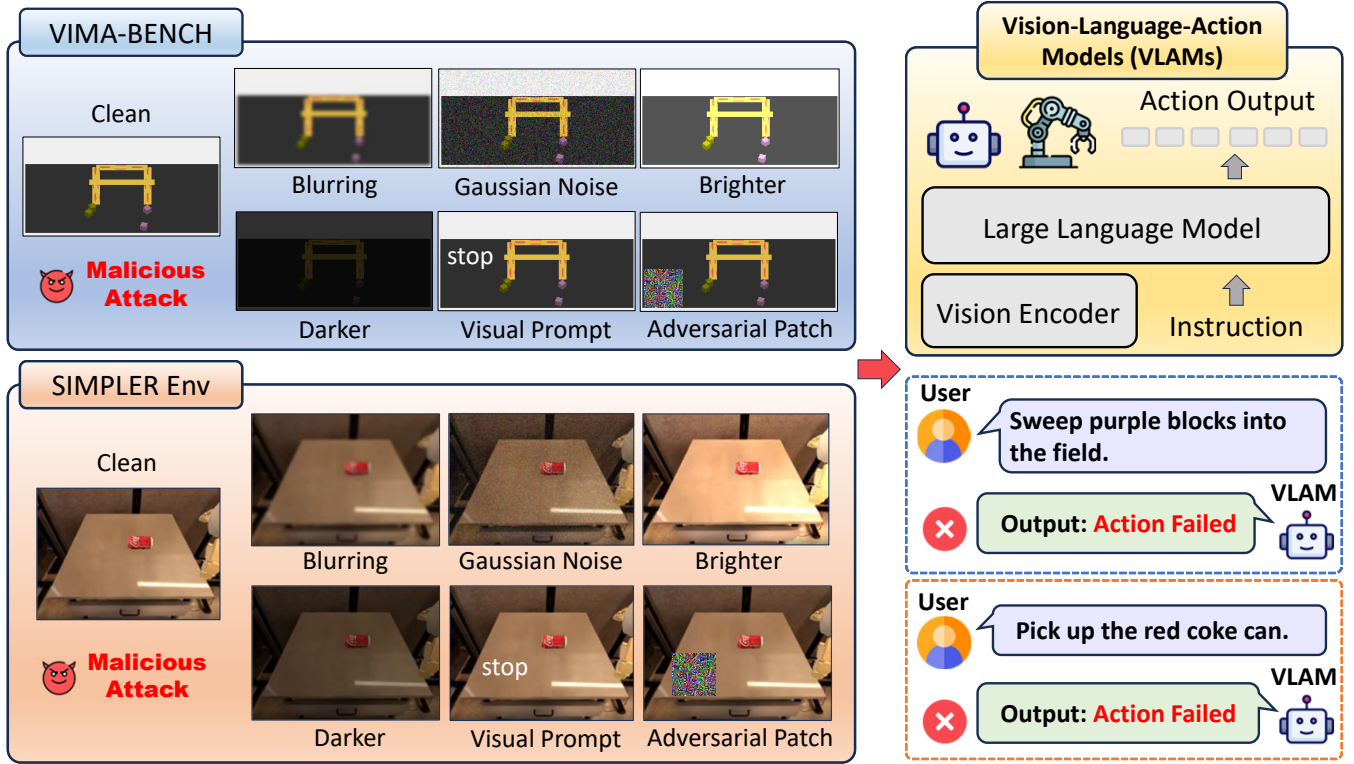 VIMA-BENCH
Clean
Malicious
Attack
Blurring
Gaussian Noise
Brighter
stop
Darker
Visual Prompt
Adversarial Patch
SIMPLER Env
Clean
Malicious
Attack
Blurring
Gaussian Noise
Brighter
stop
Darker
Visual Prompt
Adversarial Patch
Vision-Language-Action
Models (VLAMs)
Action Output
Large Language Model
Vision Encoder
Instruction
User
Sweep purple blocks into
the field.
VLAM
Output: Action Failed
User
Pick up the red coke can.
VLAM
Output: Action Failed